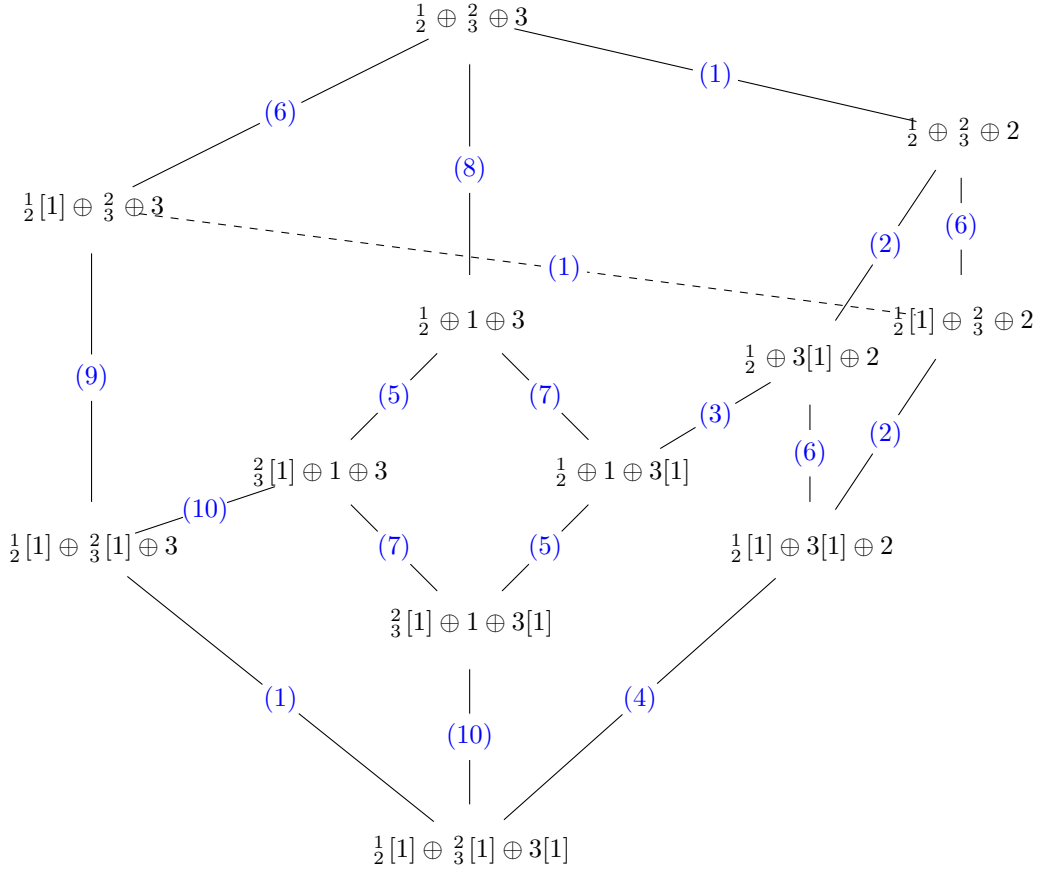 1/2 ⊕ 2/3 ⊕ 3
(1)
(6)
1/2 ⊕ 2/3 ⊕ 2
(8)
1/2[1] ⊕ 2/3 ⊕ 3
(6)
(2)
(1)
1/2 ⊕ 1 ⊕ 3
1/2[1] ⊕ 2/3 ⊕ 2
1/2 ⊕ 3[1] ⊕ 2
(9)
(5)
(7)
(3)
(2)
(6)
2/3[1] ⊕ 1 ⊕ 3
1/2 ⊕ 1 ⊕ 3[1]
(10)
1/2[1] ⊕ 2/3[1] ⊕ 3
(7)
(5)
1/2[1] ⊕ 3[1] ⊕ 2
2/3[1] ⊕ 1 ⊕ 3[1]
(1)
(4)
(10)
1/2[1] ⊕ 2/3[1] ⊕ 3[1]